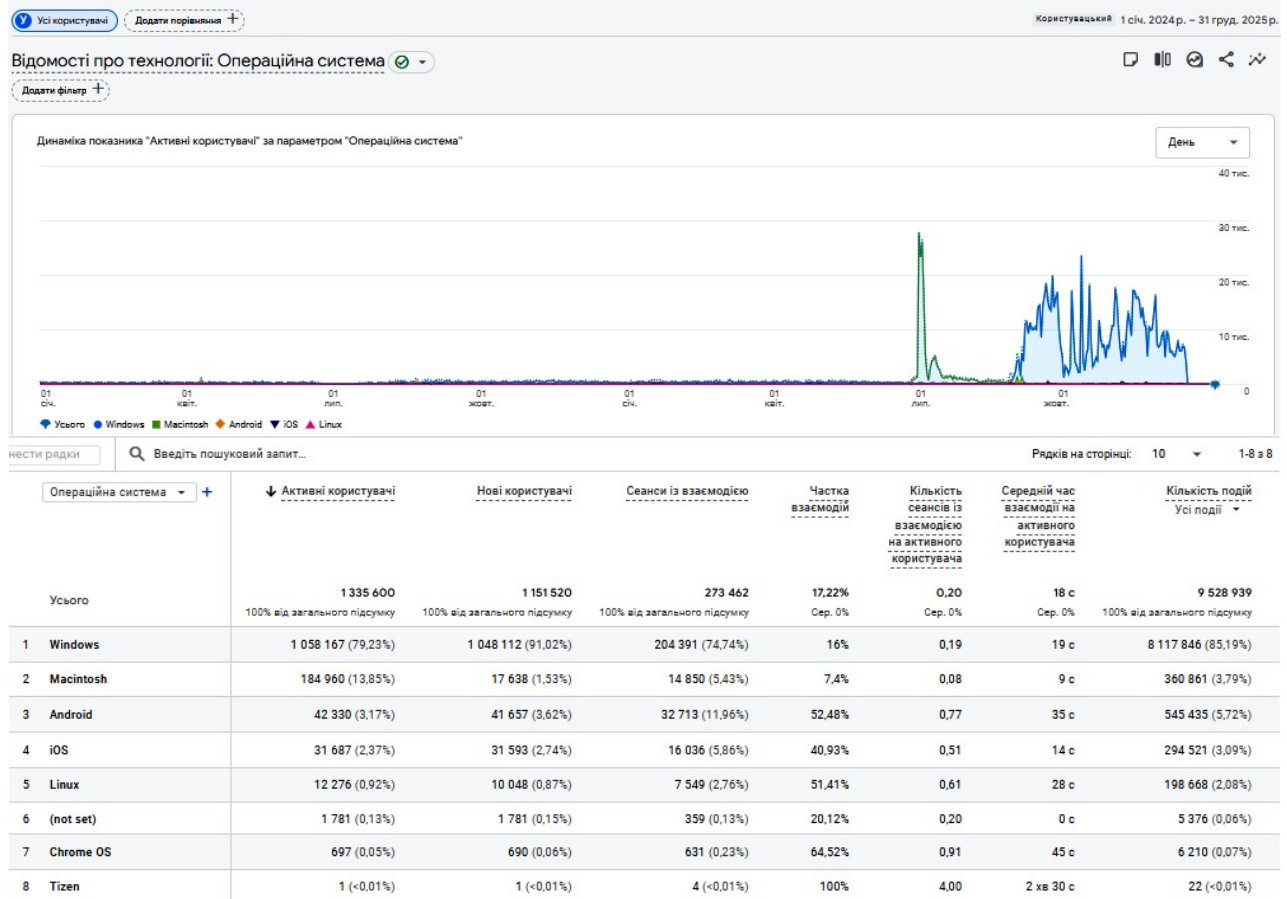 У Усі користувачі Додати порівняння + Користувацький 1 січ. 2024 р. – 31 груд. 2025 р.
Відомості про технології: Операційна система
Додати фільтр +
Динаміка показника "Активні користувачі" за параметром "Операційна система"
День
40 тис.
30 тис.
20 тис.
10 тис.
0
01 січ.
01 квіт.
01 лип.
01 жовт.
01 січ.
01 квіт.
01 лип.
01 жовт.
Усього Windows Macintosh Android iOS Linux
нести рядки Введіть пошуковий запит... Рядків на сторінці: 10 1-8 з 8
Операційна система + ↓ Активні користувачі Нові користувачі Сеанси із взаємодією Частка взаємодій Кількість сеансів із взаємодією на активного користувача Середній час взаємодії на активного користувача Кількість подій Усі події
Усього 1 335 600 1 151 520 273 462 17,22% 0,20 18 с 9 528 939
100% від загального підсумку 100% від загального підсумку 100% від загального підсумку Сер. 0% Сер. 0% Сер. 0% 100% від загального підсумку
1 Windows 1 058 167 (79,23%) 1 048 112 (91,02%) 204 391 (74,74%) 16% 0,19 19 с 8 117 846 (85,19%)
2 Macintosh 184 960 (13,85%) 17 638 (1,53%) 14 850 (5,43%) 7,4% 0,08 9 с 360 861 (3,79%)
3 Android 42 330 (3,17%) 41 657 (3,62%) 32 713 (11,96%) 52,48% 0,77 35 с 545 435 (5,72%)
4 iOS 31 687 (2,37%) 31 593 (2,74%) 16 036 (5,86%) 40,93% 0,51 14 с 294 521 (3,09%)
5 Linux 12 276 (0,92%) 10 048 (0,87%) 7 549 (2,76%) 51,41% 0,61 28 с 198 668 (2,08%)
6 (not set) 1 781 (0,13%) 1 781 (0,15%) 359 (0,13%) 20,12% 0,20 0 с 5 376 (0,06%)
7 Chrome OS 697 (0,05%) 690 (0,06%) 631 (0,23%) 64,52% 0,91 45 с 6 210 (0,07%)
8 Tizen 1 (<0,01%) 1 (<0,01%) 4 (<0,01%) 100% 4,00 2 хв 30 с 22 (<0,01%)